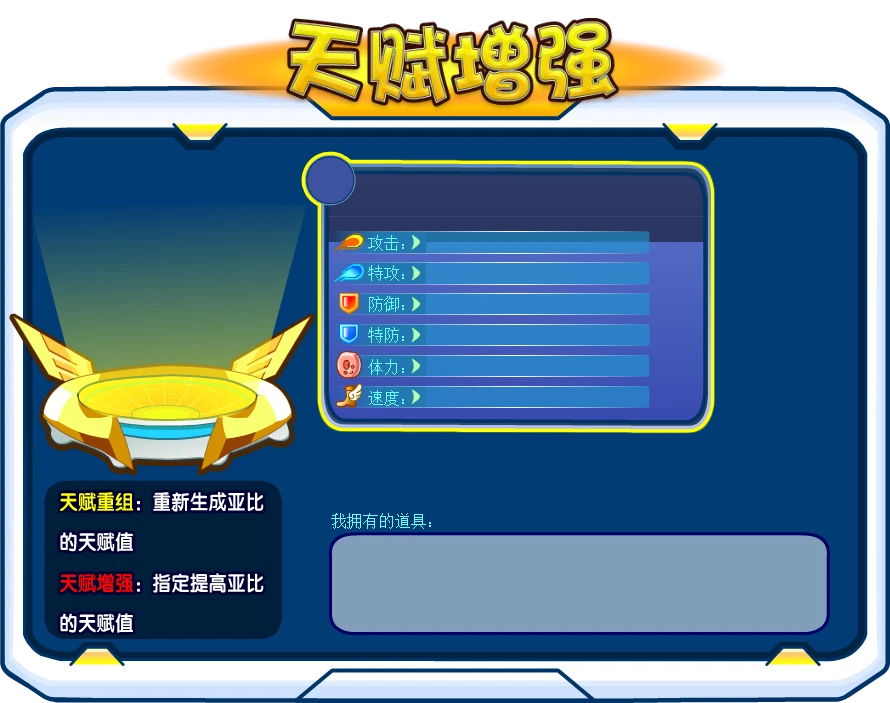 天赋增强
攻击：
特攻：
防御：
特防：
体力：
速度：
天赋重组：重新生成亚比
的天赋值
天赋增强：指定提高亚比
的天赋值
我拥有的道具：